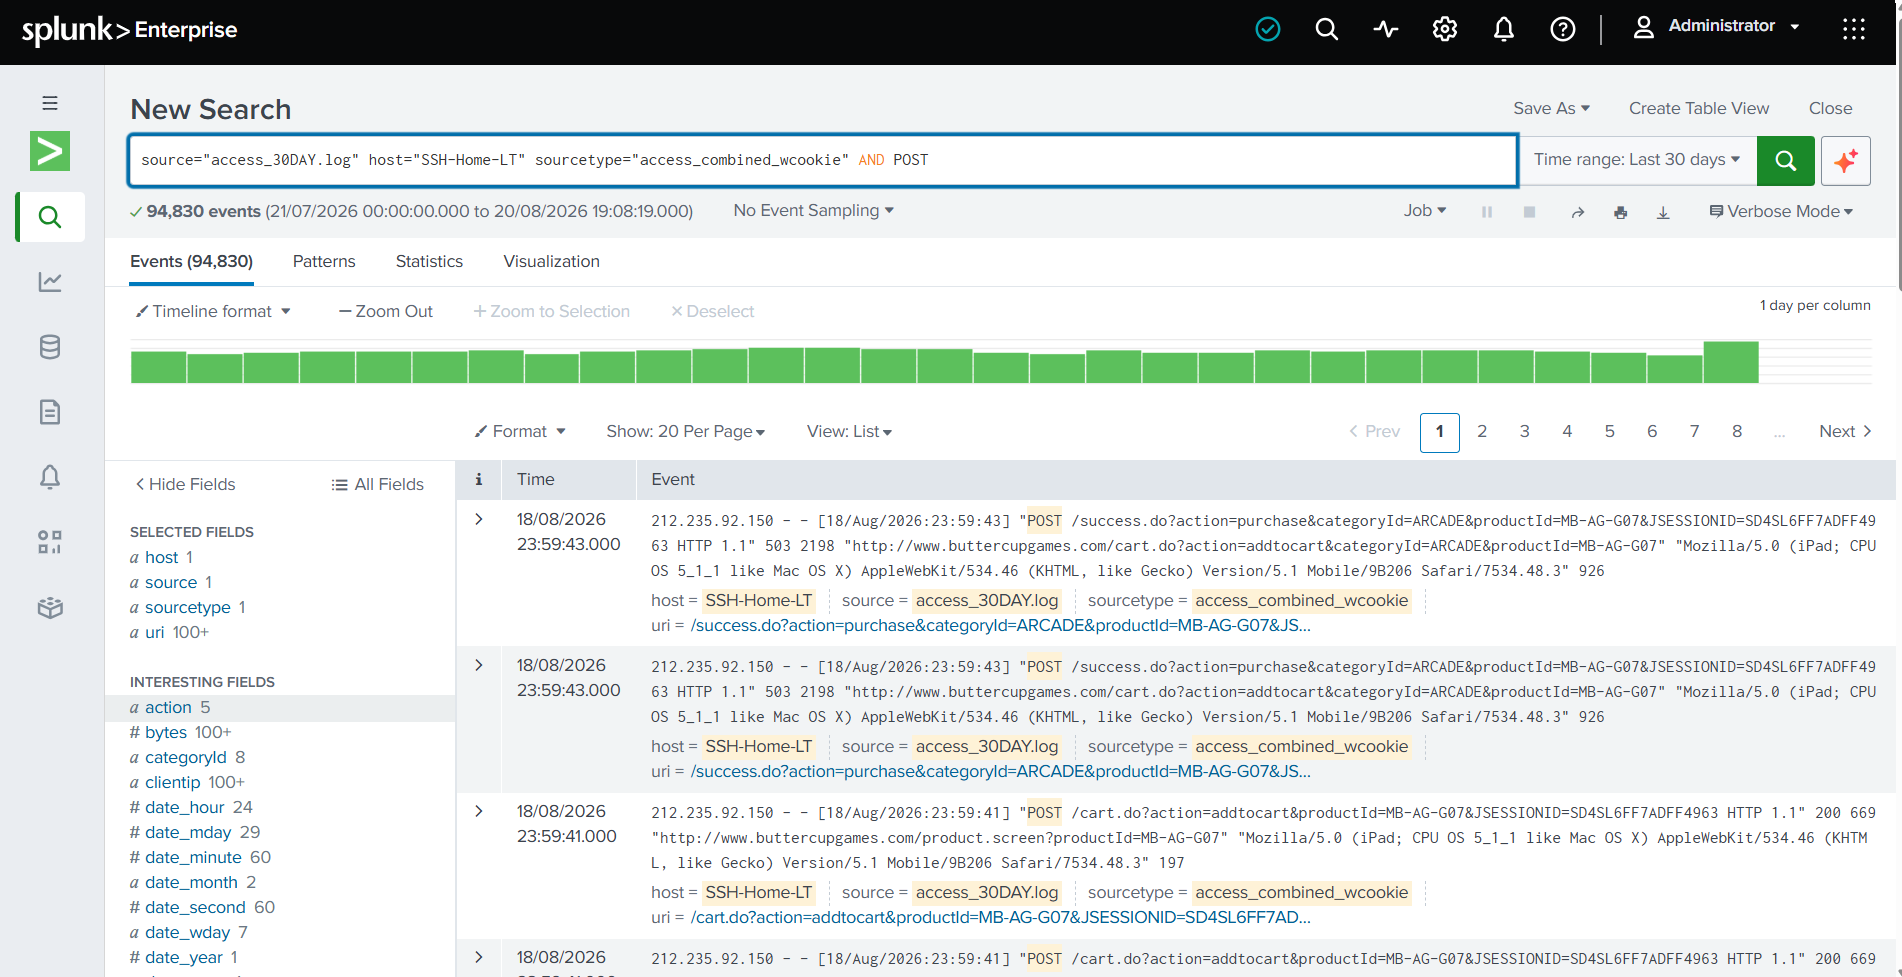 splunk>Enterprise
Administrator
New Search
Save As
Create Table View
Close
source="access_30DAY.log" host="SSH-Home-LT" sourcetype="access_combined_wcookie" AND POST
Time range: Last 30 days
94,830 events (21/07/2026 00:00:00.000 to 20/08/2026 19:08:19.000)
No Event Sampling
Job
Verbose Mode
Events (94,830)
Patterns
Statistics
Visualization
Timeline format
Zoom Out
Zoom to Selection
Deselect
1 day per column
Format
Show: 20 Per Page
View: List
Prev
1
2
3
4
5
6
7
8
...
Next
Hide Fields
All Fields
SELECTED FIELDS
a host 1
a source 1
a sourcetype 1
a uri 100+
INTERESTING FIELDS
a action 5
# bytes 100+
a categoryId 8
a clientip 100+
# date_hour 24
# date_mday 29
# date_minute 60
a date_month 2
# date_second 60
a date_wday 7
# date_year 1
i
Time
Event
18/08/2026
23:59:43.000
212.235.92.150 - - [18/Aug/2026:23:59:43] "POST /success.do?action=purchase&categoryId=ARCADE&productId=MB-AG-G07&JSESSIONID=SD4SL6FF7ADFF49
63 HTTP 1.1" 503 2198 "http://www.buttercupgames.com/cart.do?action=addtocart&categoryId=ARCADE&productId=MB-AG-G07" "Mozilla/5.0 (iPad; CPU
OS 5_1_1 like Mac OS X) AppleWebKit/534.46 (KHTML, like Gecko) Version/5.1 Mobile/9B206 Safari/7534.48.3" 926
host = SSH-Home-LT source = access_30DAY.log sourcetype = access_combined_wcookie
uri = /success.do?action=purchase&categoryId=ARCADE&productId=MB-AG-G07&JS...
18/08/2026
23:59:43.000
212.235.92.150 - - [18/Aug/2026:23:59:43] "POST /success.do?action=purchase&categoryId=ARCADE&productId=MB-AG-G07&JSESSIONID=SD4SL6FF7ADFF49
63 HTTP 1.1" 503 2198 "http://www.buttercupgames.com/cart.do?action=addtocart&categoryId=ARCADE&productId=MB-AG-G07" "Mozilla/5.0 (iPad; CPU
OS 5_1_1 like Mac OS X) AppleWebKit/534.46 (KHTML, like Gecko) Version/5.1 Mobile/9B206 Safari/7534.48.3" 926
host = SSH-Home-LT source = access_30DAY.log sourcetype = access_combined_wcookie
uri = /success.do?action=purchase&categoryId=ARCADE&productId=MB-AG-G07&JS...
18/08/2026
23:59:41.000
212.235.92.150 - - [18/Aug/2026:23:59:41] "POST /cart.do?action=addtocart&productId=MB-AG-G07&JSESSIONID=SD4SL6FF7ADFF4963 HTTP 1.1" 200 669
"http://www.buttercupgames.com/product.screen?productId=MB-AG-G07" "Mozilla/5.0 (iPad; CPU OS 5_1_1 like Mac OS X) AppleWebKit/534.46 (KHTM
L, like Gecko) Version/5.1 Mobile/9B206 Safari/7534.48.3" 197
host = SSH-Home-LT source = access_30DAY.log sourcetype = access_combined_wcookie
uri = /cart.do?action=addtocart&productId=MB-AG-G07&JSESSIONID=SD4SL6FF7AD...
18/08/2026
212.235.92.150 - - [18/Aug/2026:23:59:41] "POST /cart.do?action=addtocart&productId=MB-AG-G07&JSESSIONID=SD4SL6FF7ADFF4963 HTTP 1.1" 200 669